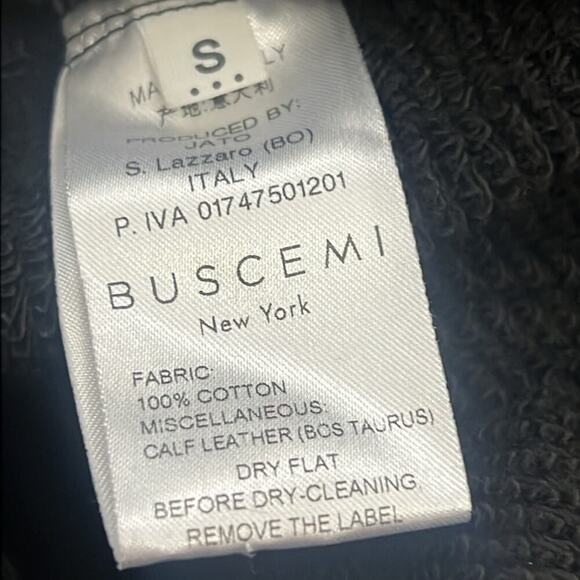 S
MA LY
产地:意大利
PRODUCED BY:
JATO
S. Lazzaro (BO)
ITALY
P. IVA 01747501201
BUSCEMI
New York
FABRIC:
100% COTTON
MISCELLANEOUS:
CALF LEATHER (BOS TAURUS)
DRY FLAT
BEFORE DRY-CLEANING
REMOVE THE LABEL